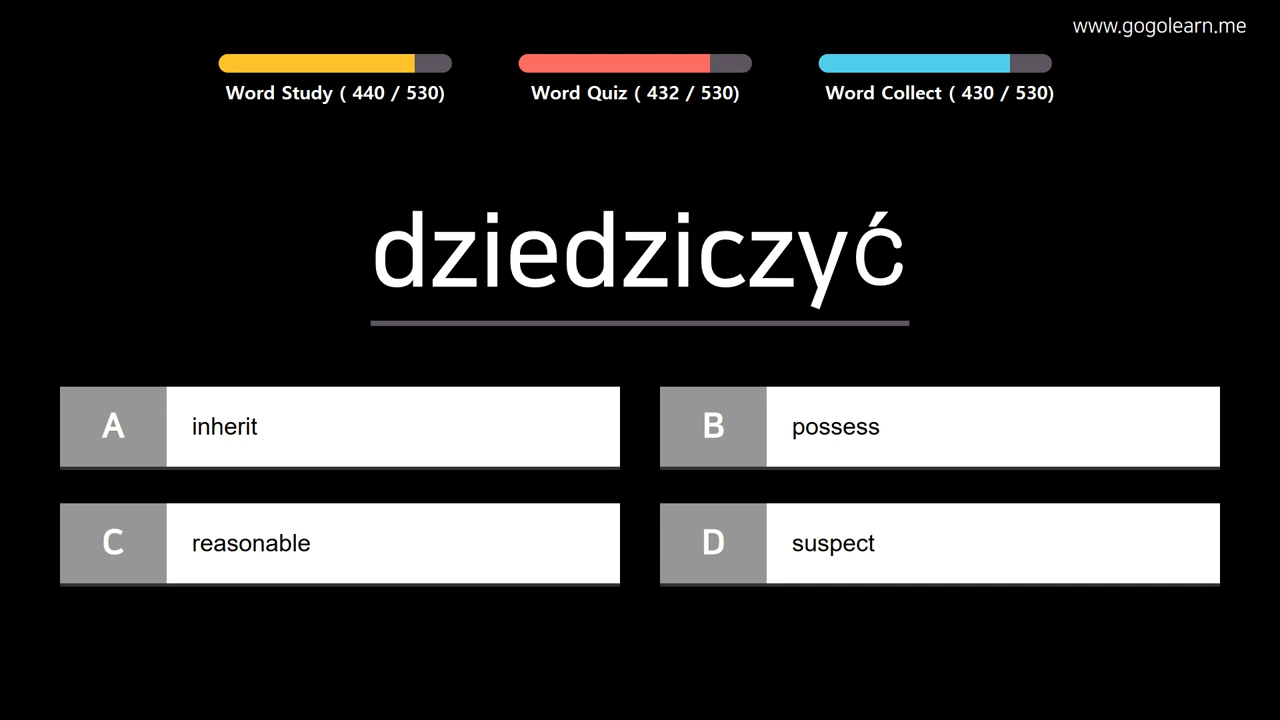 www.gogolearn.me
Word Study ( 440 / 530)
Word Quiz ( 432 / 530)
Word Collect ( 430 / 530)
dziedziczyć
A inherit
B possess
C reasonable
D suspect